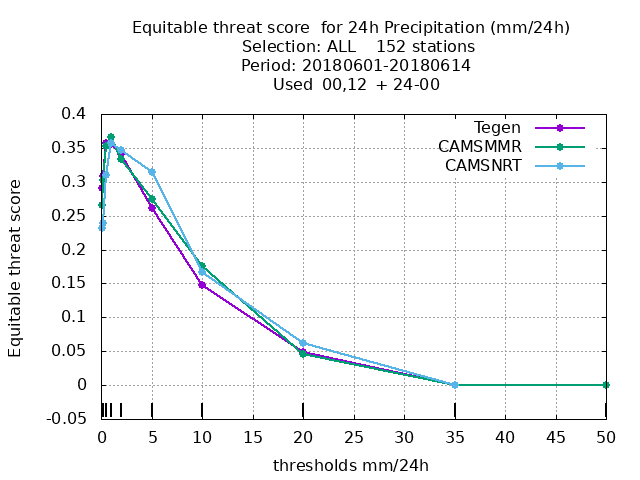 Equitable threat score  for 24h Precipitation (mm/24h)
Selection: ALL    152 stations
Period: 20180601-20180614
Used  00,12  + 24-00
Tegen
CAMSMMR
CAMSNRT
Equitable threat score
0.4
0.35
0.3
0.25
0.2
0.15
0.1
0.05
0
-0.05
0 5 10 15 20 25 30 35 40 45 50
thresholds mm/24h